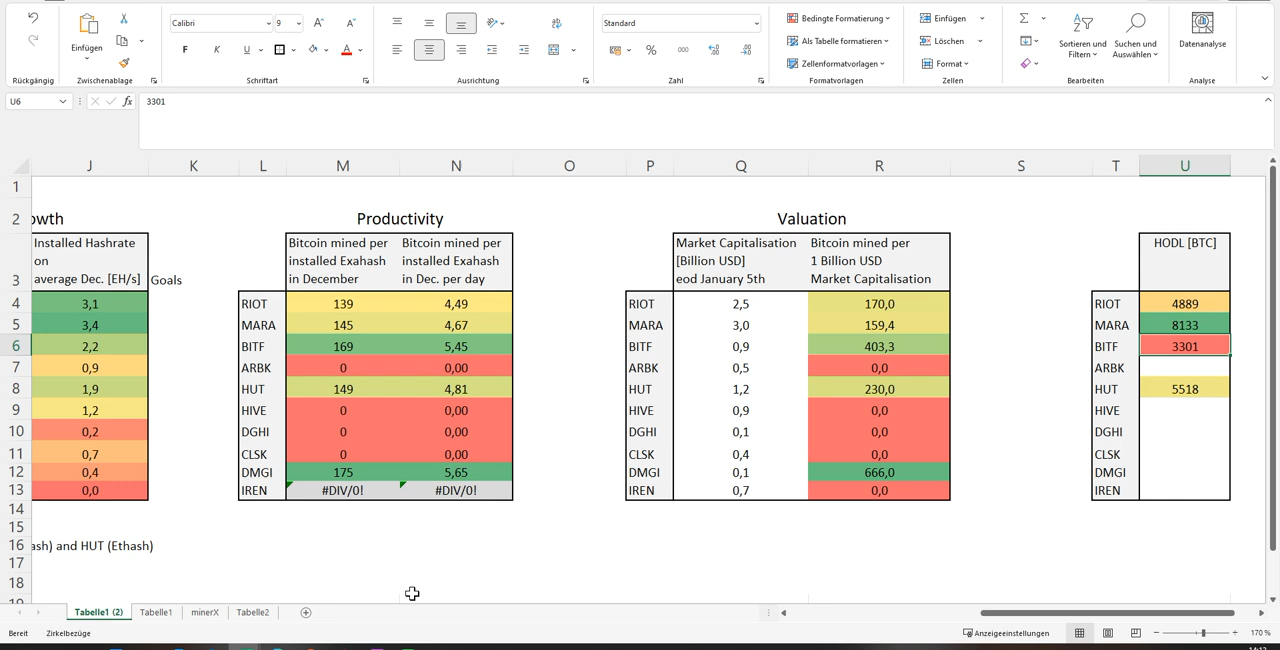 Calibri
9
Standard
Bedingte Formatierung
Einfügen
Als Tabelle formatieren
Löschen
Einfügen
F K U A
Zellenformatvorlagen
Format
Sortieren und Filtern
Suchen und Auswählen
Datenanalyse
Rückgängig
Zwischenablage
Schriftart
Ausrichtung
Zahl
Formatvorlagen
Zellen
Bearbeiten
Analyse
U6
fx
3301
J K L M N O P Q R S T U
1
2 owth Productivity Valuation
Installed Hashrate
on
average Dec. [EH/s]
3
Goals
Bitcoin mined per
installed Exahash
in December
Bitcoin mined per
installed Exahash
in Dec. per day
Market Capitalisation
[Billion USD]
eod January 5th
Bitcoin mined per
1 Billion USD
Market Capitalisation
HODL [BTC]
4 3,1 RIOT 139 4,49 RIOT 2,5 170,0 RIOT 4889
5 3,4 MARA 145 4,67 MARA 3,0 159,4 MARA 8133
6 2,2 BITF 169 5,45 BITF 0,9 403,3 BITF 3301
7 0,9 ARBK 0 0,00 ARBK 0,5 0,0 ARBK
8 1,9 HUT 149 4,81 HUT 1,2 230,0 HUT 5518
9 1,2 HIVE 0 0,00 HIVE 0,9 0,0 HIVE
10 0,2 DGHI 0 0,00 DGHI 0,1 0,0 DGHI
11 0,7 CLSK 0 0,00 CLSK 0,4 0,0 CLSK
12 0,4 DMGI 175 5,65 DMGI 0,1 666,0 DMGI
13 0,0 IREN #DIV/0! #DIV/0! IREN 0,7 0,0 IREN
14
15
16 ash) and HUT (Ethash)
17
18
Tabelle1 (2) Tabelle1 minerX Tabelle2
Bereit Zirkelbezüge Anzeigeeinstellungen 170 %